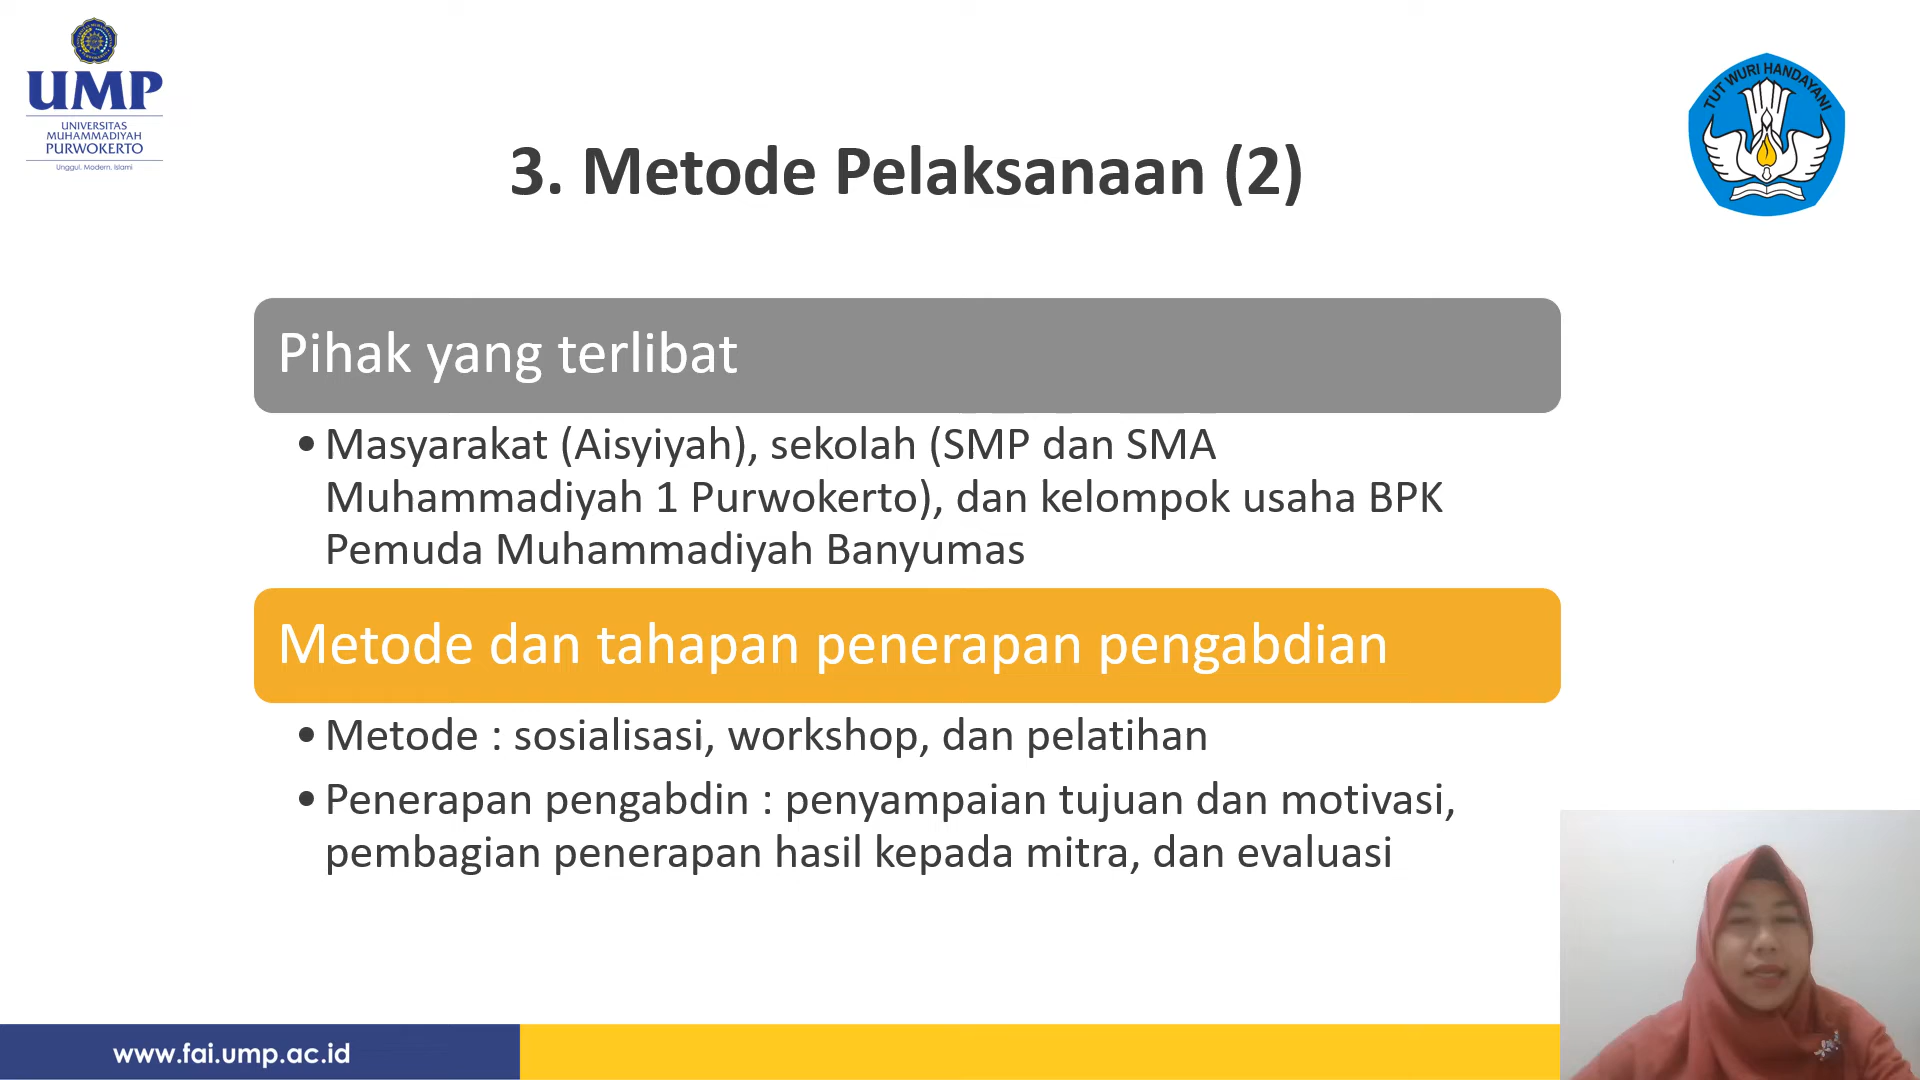 UMP
UNIVERSITAS
MUHAMMADIYAH
PURWOKERTO
Unggul, Modern, Islami
TUT WURI HANDAYANI
3. Metode Pelaksanaan (2)
Pihak yang terlibat
• Masyarakat (Aisyiyah), sekolah (SMP dan SMA
Muhammadiyah 1 Purwokerto), dan kelompok usaha BPK
Pemuda Muhammadiyah Banyumas
Metode dan tahapan penerapan pengabdian
• Metode : sosialisasi, workshop, dan pelatihan
• Penerapan pengabdin : penyampaian tujuan dan motivasi,
pembagian penerapan hasil kepada mitra, dan evaluasi
www.fai.ump.ac.id